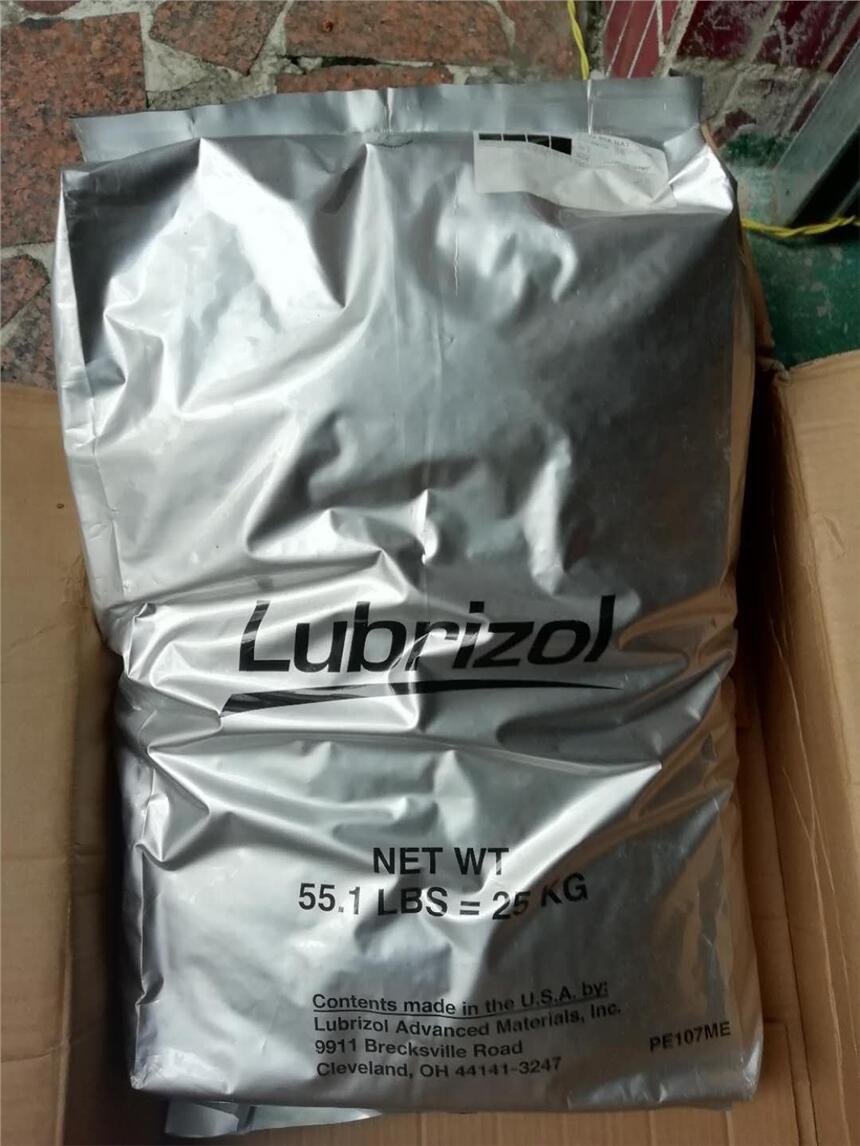 Lubrizol
NET WT
55.1 LBS = 25 KG
Contents made in the U.S.A. by:
Lubrizol Advanced Materials, Inc.
9911 Brecksville Road
Cleveland, OH 44141-3247
PE107ME